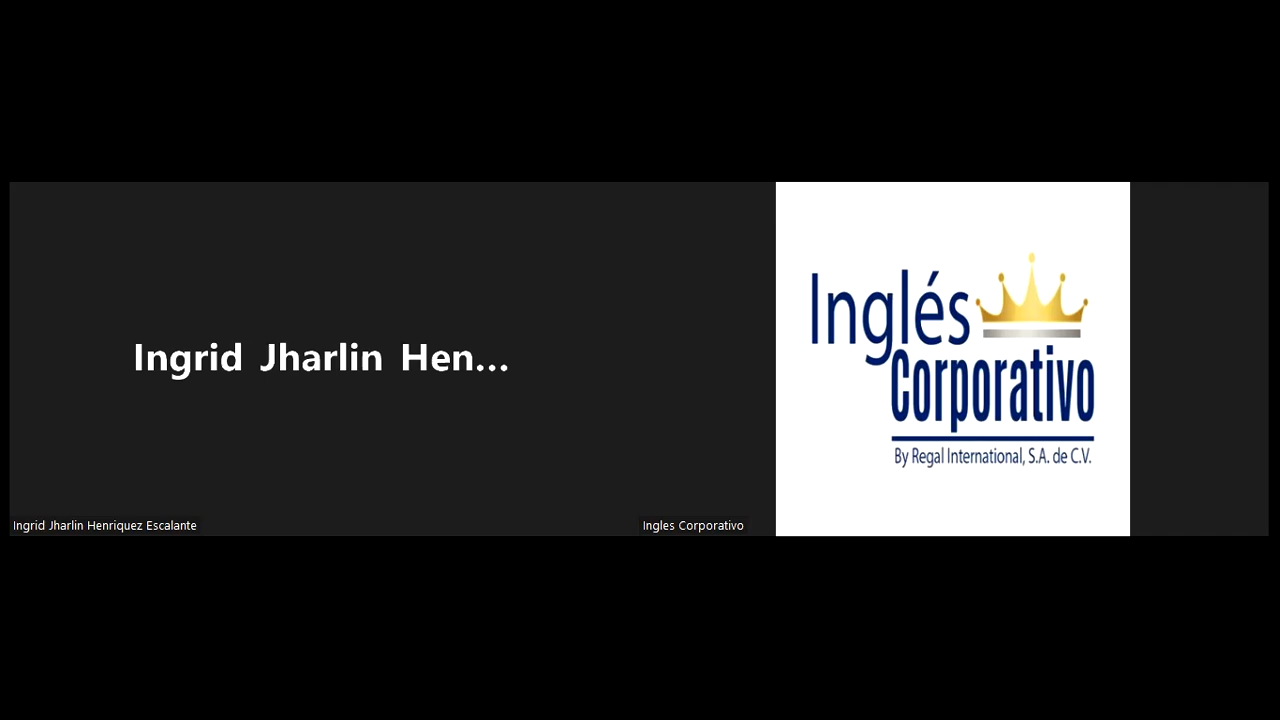 Ingrid Jharlin Hen...
Ingrid Jharlin Henriquez Escalante
Inglés
Corporativo
By Regal International, S.A. de C.V.
Ingles Corporativo